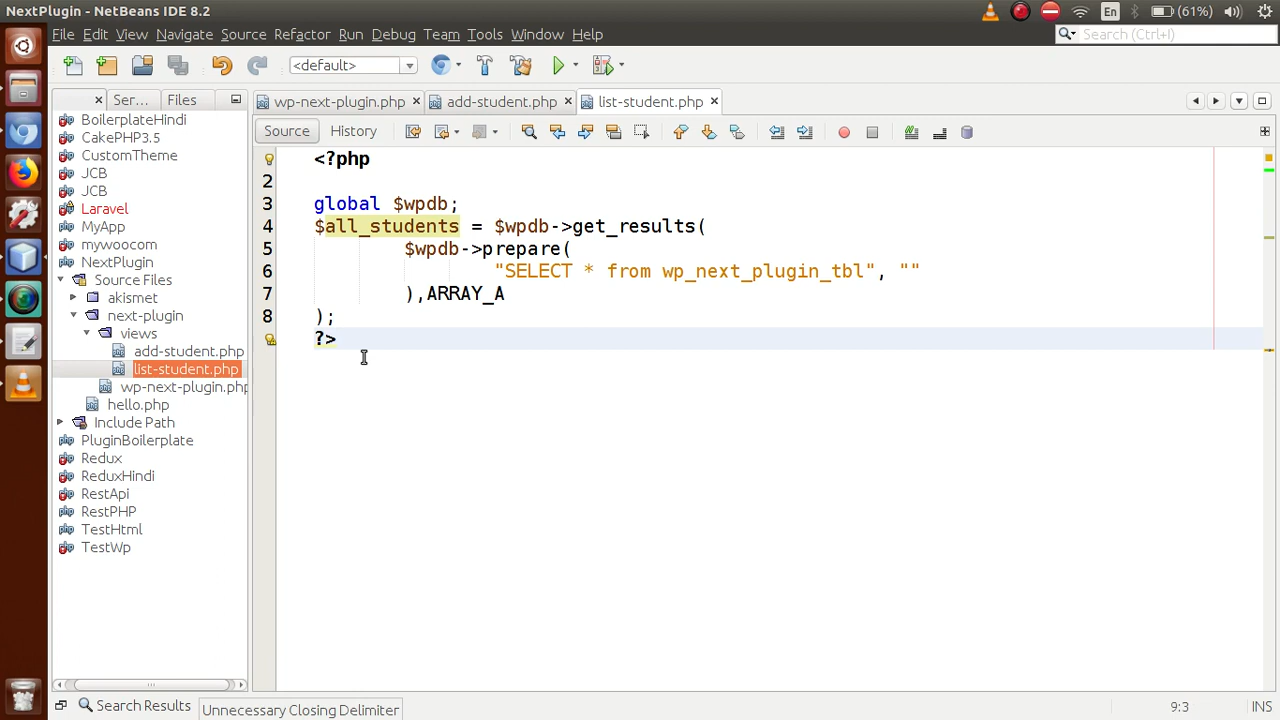 NextPlugin - NetBeans IDE 8.2
En
(61%)
File Edit View Navigate Source Refactor Run Debug Team Tools Window Help
Search (Ctrl+I)
<default>
Ser... Files
wp-next-plugin.php add-student.php list-student.php
Source History
BoilerplateHindi
CakePHP3.5
CustomTheme
JCB
JCB
Laravel
MyApp
mywoocom
NextPlugin
Source Files
akismet
next-plugin
views
add-student.php
list-student.php
wp-next-plugin.php
hello.php
Include Path
PluginBoilerplate
Redux
ReduxHindi
RestApi
RestPHP
TestHtml
TestWp
1 <?php
2
3 global $wpdb;
4 $all_students = $wpdb->get_results(
5 $wpdb->prepare(
6 "SELECT * from wp_next_plugin_tbl", ""
7 ),ARRAY_A
8 );
?>
Search Results Unnecessary Closing Delimiter 9:3 INS